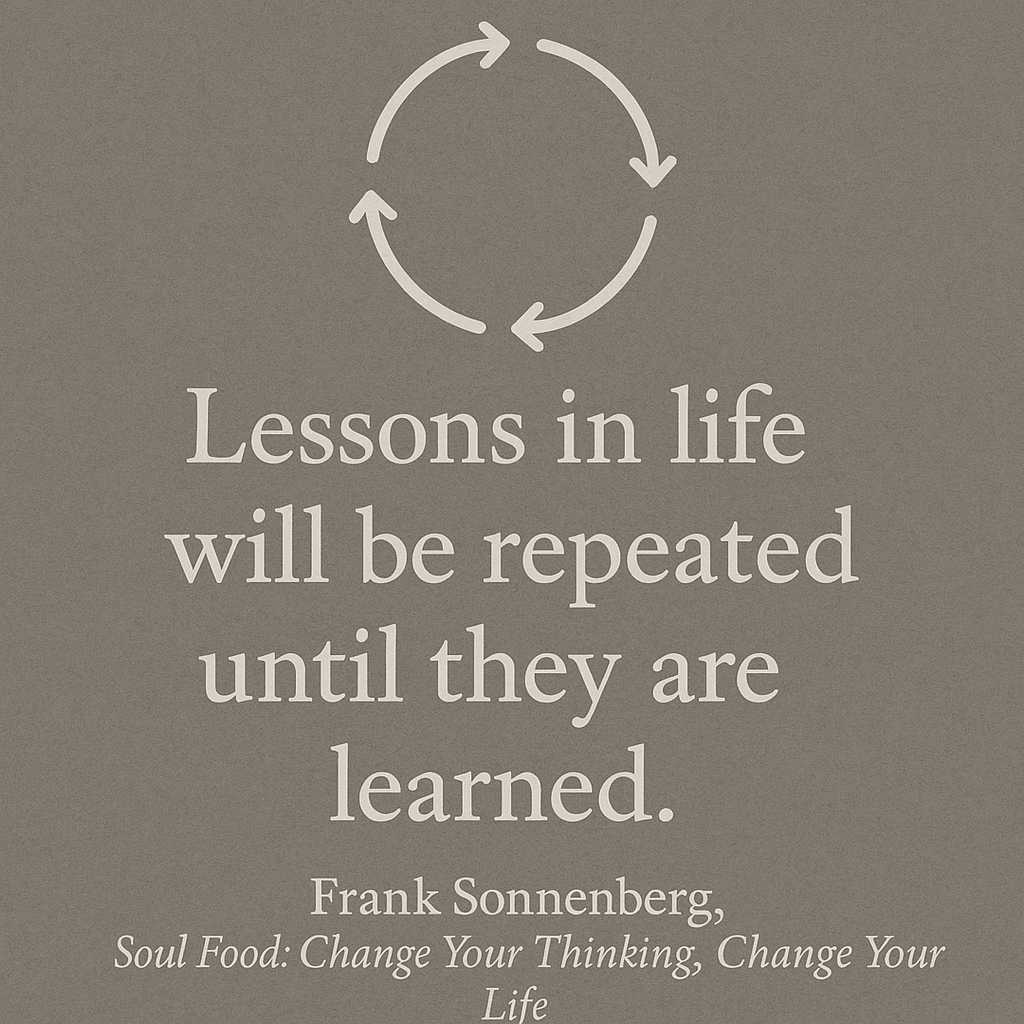 Lessons in life
will be repeated
until they are
learned.
Frank Sonnenberg,
Soul Food: Change Your Thinking, Change Your
Life